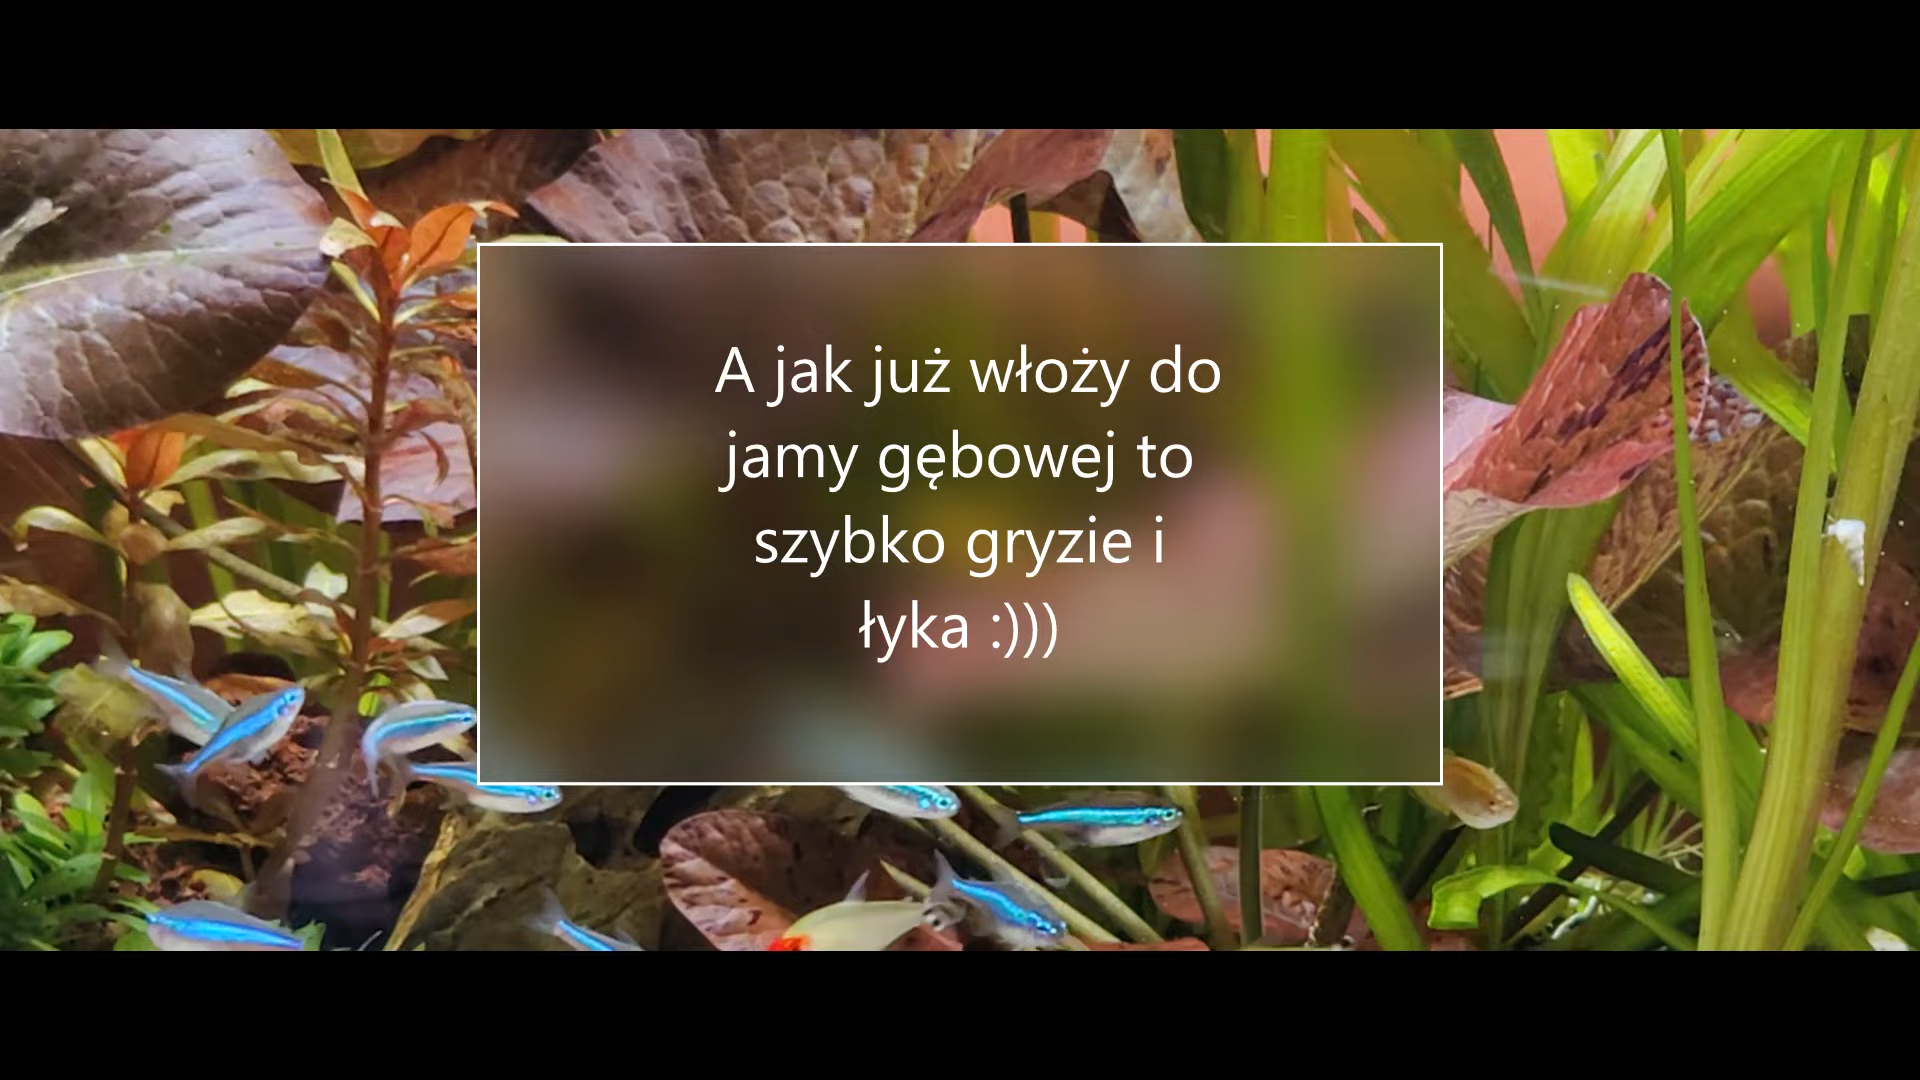 A jak już włoży do
jamy gębowej to
szybko gryzie i
łyka :)))